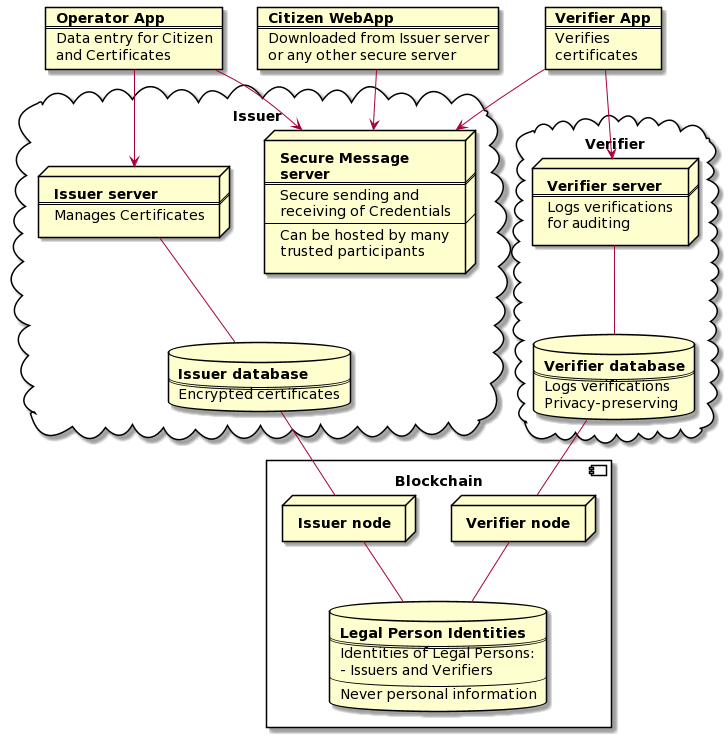 Operator App
Data entry for Citizen
and Certificates
Citizen WebApp
Downloaded from Issuer server
or any other secure server
Verifier App
Verifies
certificates
Issuer
Secure Message
server
Secure sending and
receiving of Credentials
Can be hosted by many
trusted participants
Issuer server
Manages Certificates
Verifier
Verifier server
Logs verifications
for auditing
Issuer database
Encrypted certificates
Verifier database
Logs verifications
Privacy-preserving
Blockchain
Issuer node
Verifier node
Legal Person Identities
Identities of Legal Persons:
- Issuers and Verifiers
Never personal information